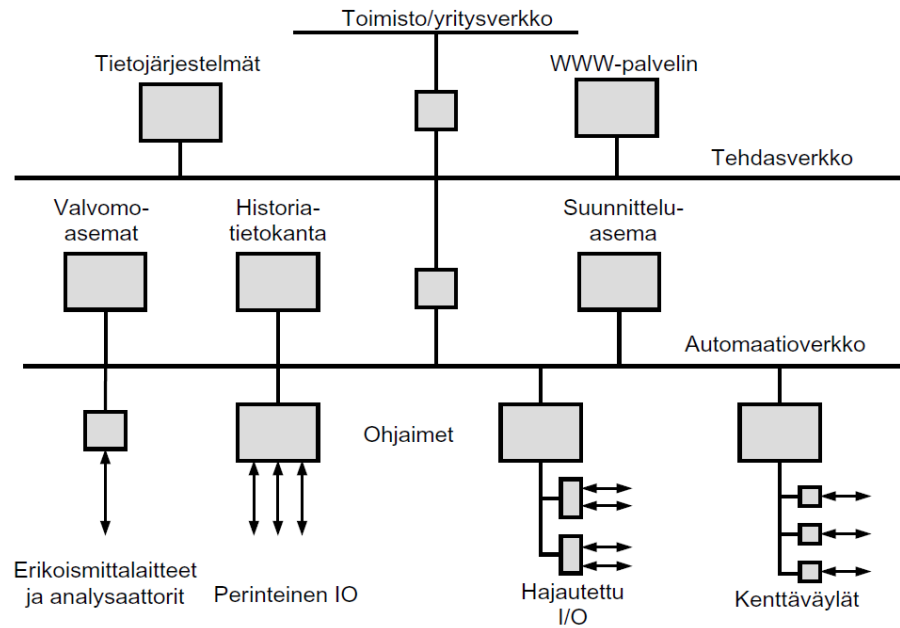 Toimisto/yritysverkko
Tietojärjestelmät
WWW-palvelin
Tehdasverkko
Valvomo-
asemat
Historia-
tietokanta
Suunnittelu-
asema
Automaatioverkko
Ohjaimet
Erikoismittalaitteet
ja analysaattorit
Perinteinen IO
Hajautettu
I/O
Kenttäväylät